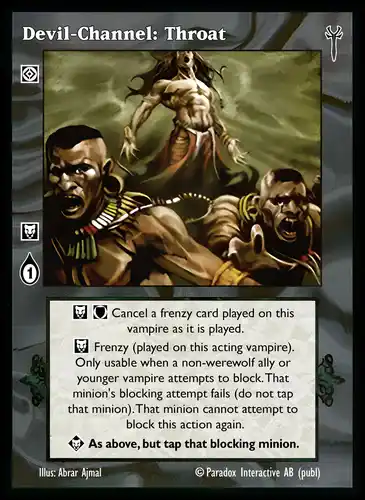 Devil-Channel: Throat
1
Cancel a frenzy card played on this
vampire as it is played.
Frenzy (played on this acting vampire).
Only usable when a non-werewolf ally or
younger vampire attempts to block. That
minion's blocking attempt fails (do not tap
that minion). That minion cannot attempt to
block this action again.
As above, but tap that blocking minion.
Illus: Abrar Ajmal
© Paradox Interactive AB (publ)